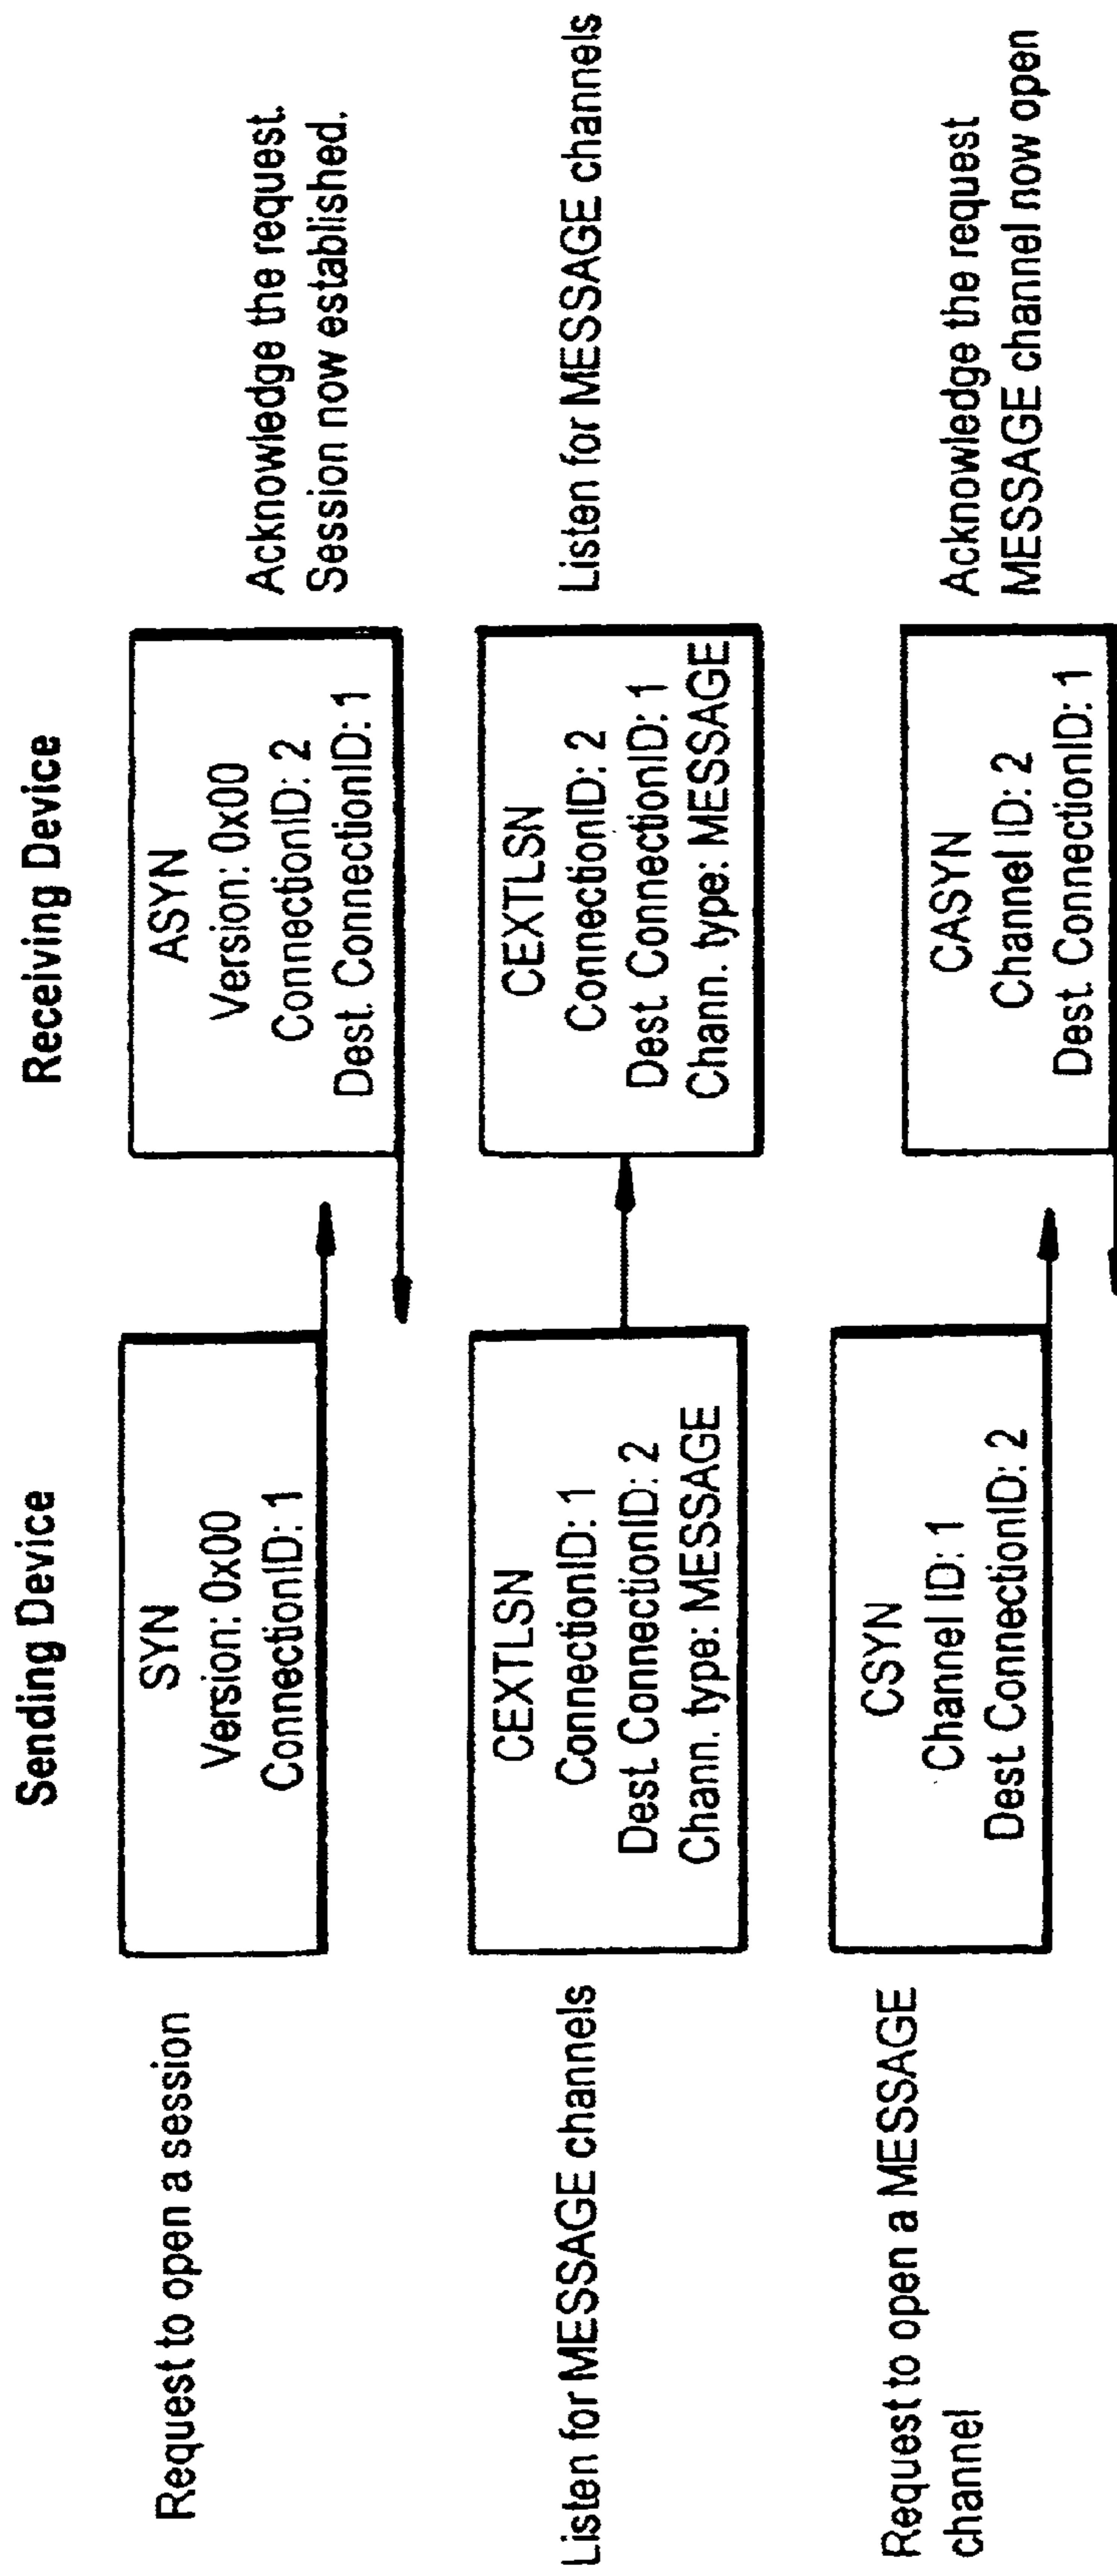 Sending Device
Receiving Device
Request to open a session
SYN
Version: 0x00
ConnectionID: 1
ASYN
Version: 0x00
ConnectionID: 2
Dest. ConnectionID: 1
Acknowledge the request.
Session now established.
Listen for MESSAGE channels
CEXTLSN
ConnectionID: 1
Dest. ConnectionID: 2
Chann. type: MESSAGE
CEXTLSN
ConnectionID: 2
Dest. ConnectionID: 1
Chann. type: MESSAGE
Listen for MESSAGE channels
Request to open a MESSAGE
channel
CSYN
Channel ID: 1
Dest. ConnectionID: 2
CASYN
Channel ID: 2
Dest. ConnectionID: 1
Acknowledge the request
MESSAGE channel now open